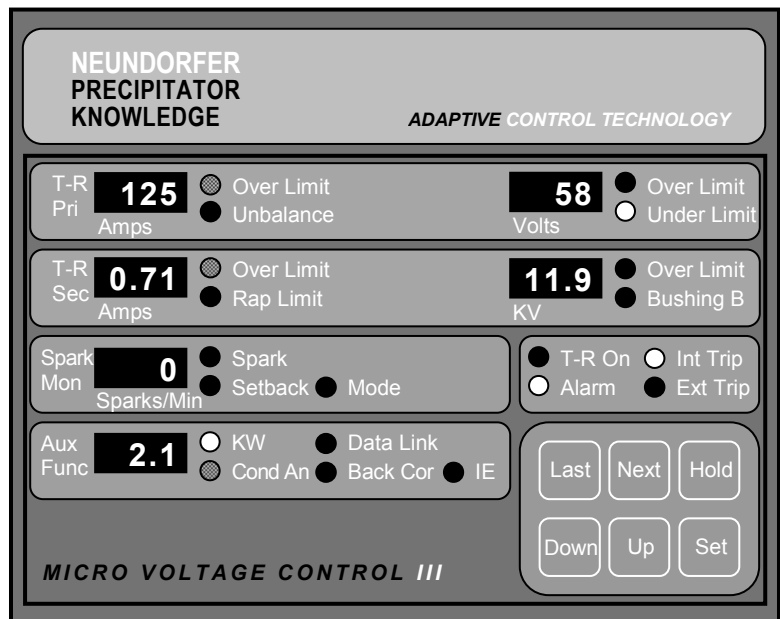 NEUNDORFER
PRECIPITATOR
KNOWLEDGE
ADAPTIVE CONTROL TECHNOLOGY
T-R Pri
125
Amps
Over Limit
Unbalance
58
Volts
Over Limit
Under Limit
T-R Sec
0.71
Amps
Over Limit
Rap Limit
11.9
KV
Over Limit
Bushing B
Spark Mon
0
Sparks/Min
Spark
Setback
Mode
T-R On
Int Trip
Alarm
Ext Trip
Aux Func
2.1
KW
Data Link
Cond An
Back Cor
IE
Last
Next
Hold
Down
Up
Set
MICRO VOLTAGE CONTROL III